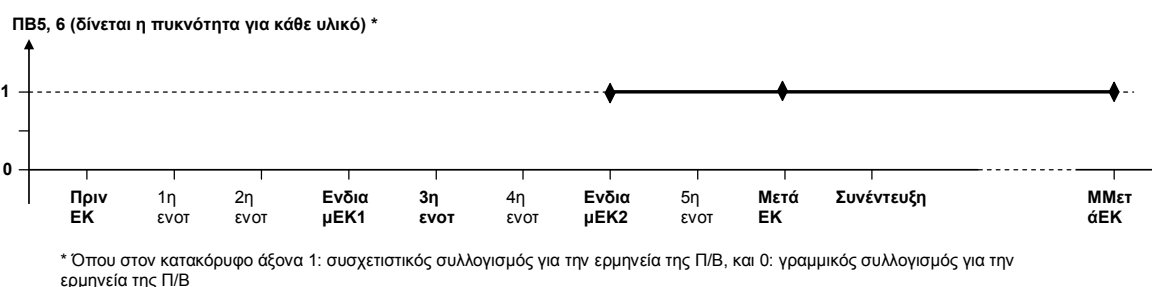 ΠΒ5, 6 (δίνεται η πυκνότητα για κάθε υλικό) *
1
0
Πριν ΕΚ
1η ενοτ
2η ενοτ
Ενδια μΕΚ1
3η ενοτ
4η ενοτ
Ενδια μΕΚ2
5η ενοτ
Μετά ΕΚ
Συνέντευξη
ΜΜετ άΕΚ
* Όπου στον κατακόρυφο άξονα 1: συσχετιστικός συλλογισμός για την ερμηνεία της Π/Β, και 0: γραμμικός συλλογισμός για την
ερμηνεία της Π/Β